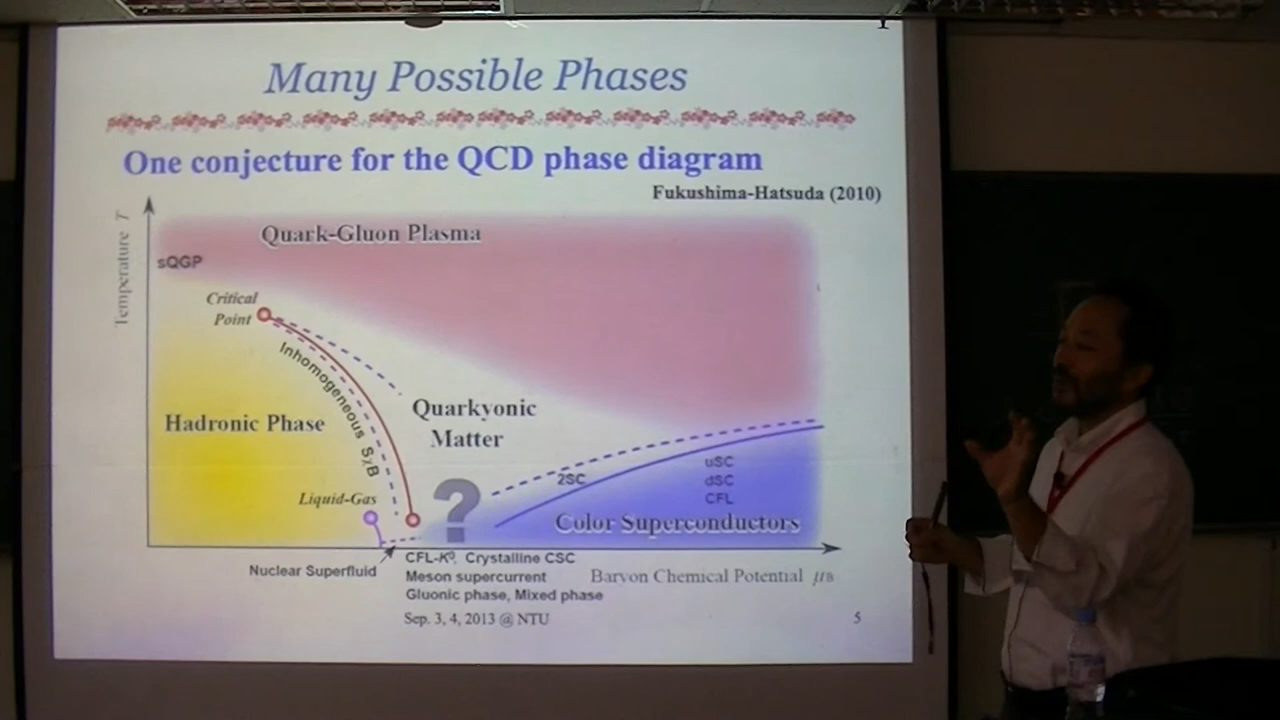 Many Possible Phases
One conjecture for the QCD phase diagram
Fukushima-Hatsuda (2010)
Temperature T
Quark-Gluon Plasma
sQGP
Critical
Point
Inhomogeneous SχB
Hadronic Phase
Quarkyonic
Matter
Liquid-Gas
?
2SC
uSC
dSC
CFL
Color Superconductors
Nuclear Superfluid
CFL-K⁰, Crystalline CSC
Meson supercurrent
Gluonic phase, Mixed phase
Baryon Chemical Potential μB
Sep. 3, 4, 2013 @ NTU
5